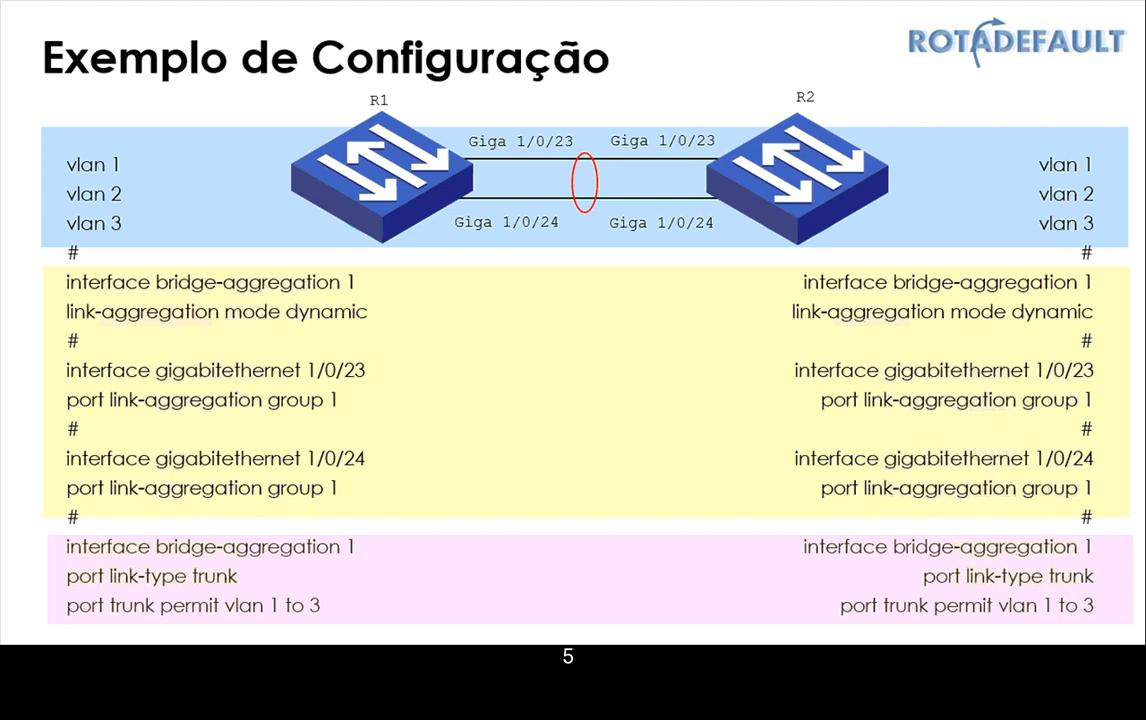 Exemplo de Configuração
ROTADEFAULT
R1
R2
Giga 1/0/23
Giga 1/0/23
Giga 1/0/24
Giga 1/0/24
vlan 1
vlan 2
vlan 3
#
interface bridge-aggregation 1
link-aggregation mode dynamic
#
interface gigabitethernet 1/0/23
port link-aggregation group 1
#
interface gigabitethernet 1/0/24
port link-aggregation group 1
#
interface bridge-aggregation 1
port link-type trunk
port trunk permit vlan 1 to 3
vlan 1
vlan 2
vlan 3
#
interface bridge-aggregation 1
link-aggregation mode dynamic
#
interface gigabitethernet 1/0/23
port link-aggregation group 1
#
interface gigabitethernet 1/0/24
port link-aggregation group 1
#
interface bridge-aggregation 1
port link-type trunk
port trunk permit vlan 1 to 3
5